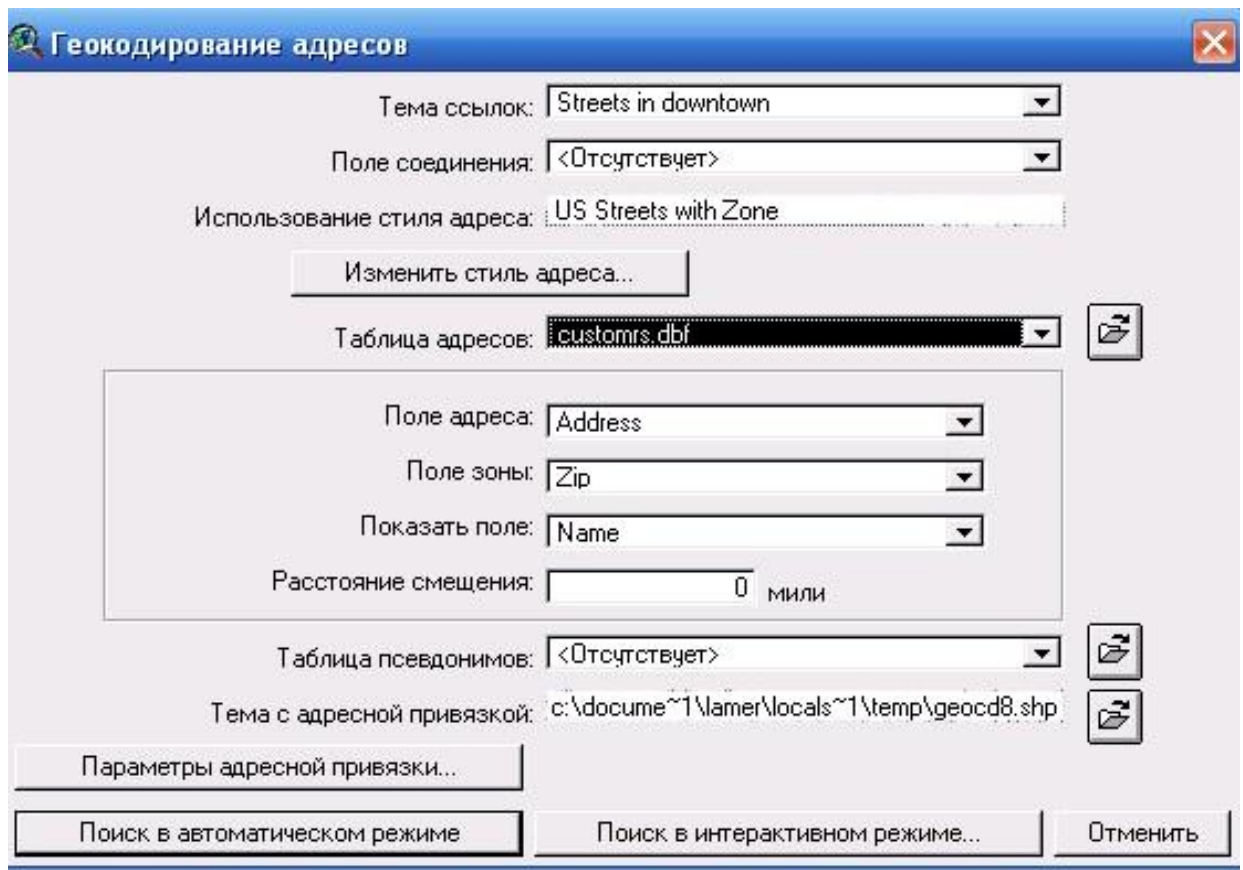 Геокодирование адресов
Тема ссылок: Streets in downtown
Поле соединения: <Отсутствует>
Использование стиля адреса: US Streets with Zone
Изменить стиль адреса...
Таблица адресов: customrs.dbf
Поле адреса: Address
Поле зоны: Zip
Показать поле: Name
Расстояние смещения: 0 мили
Таблица псевдонимов: <Отсутствует>
Тема с адресной привязкой: c:\docume~1\lamer\locals~1\temp\geocd8.shp
Параметры адресной привязки...
Поиск в автоматическом режиме Поиск в интерактивном режиме... Отменить